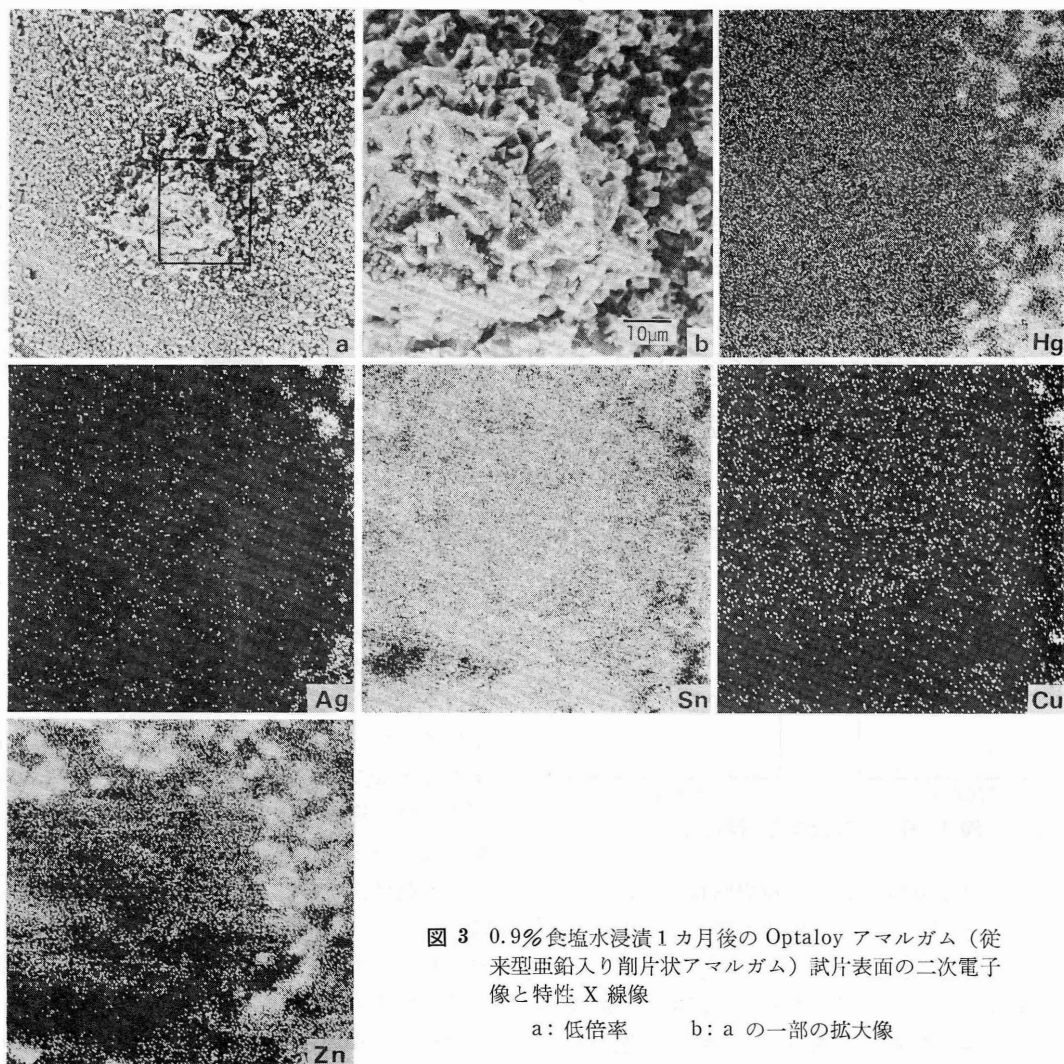 a
b
10μm
Hg
Ag
Sn
Cu
Zn
図 3 0.9%食塩水浸漬1カ月後の Optaloy アマルガム（従
来型亜鉛入り削片状アマルガム）試片表面の二次電子
像と特性 X 線像
a: 低倍率 b: a の一部の拡大像